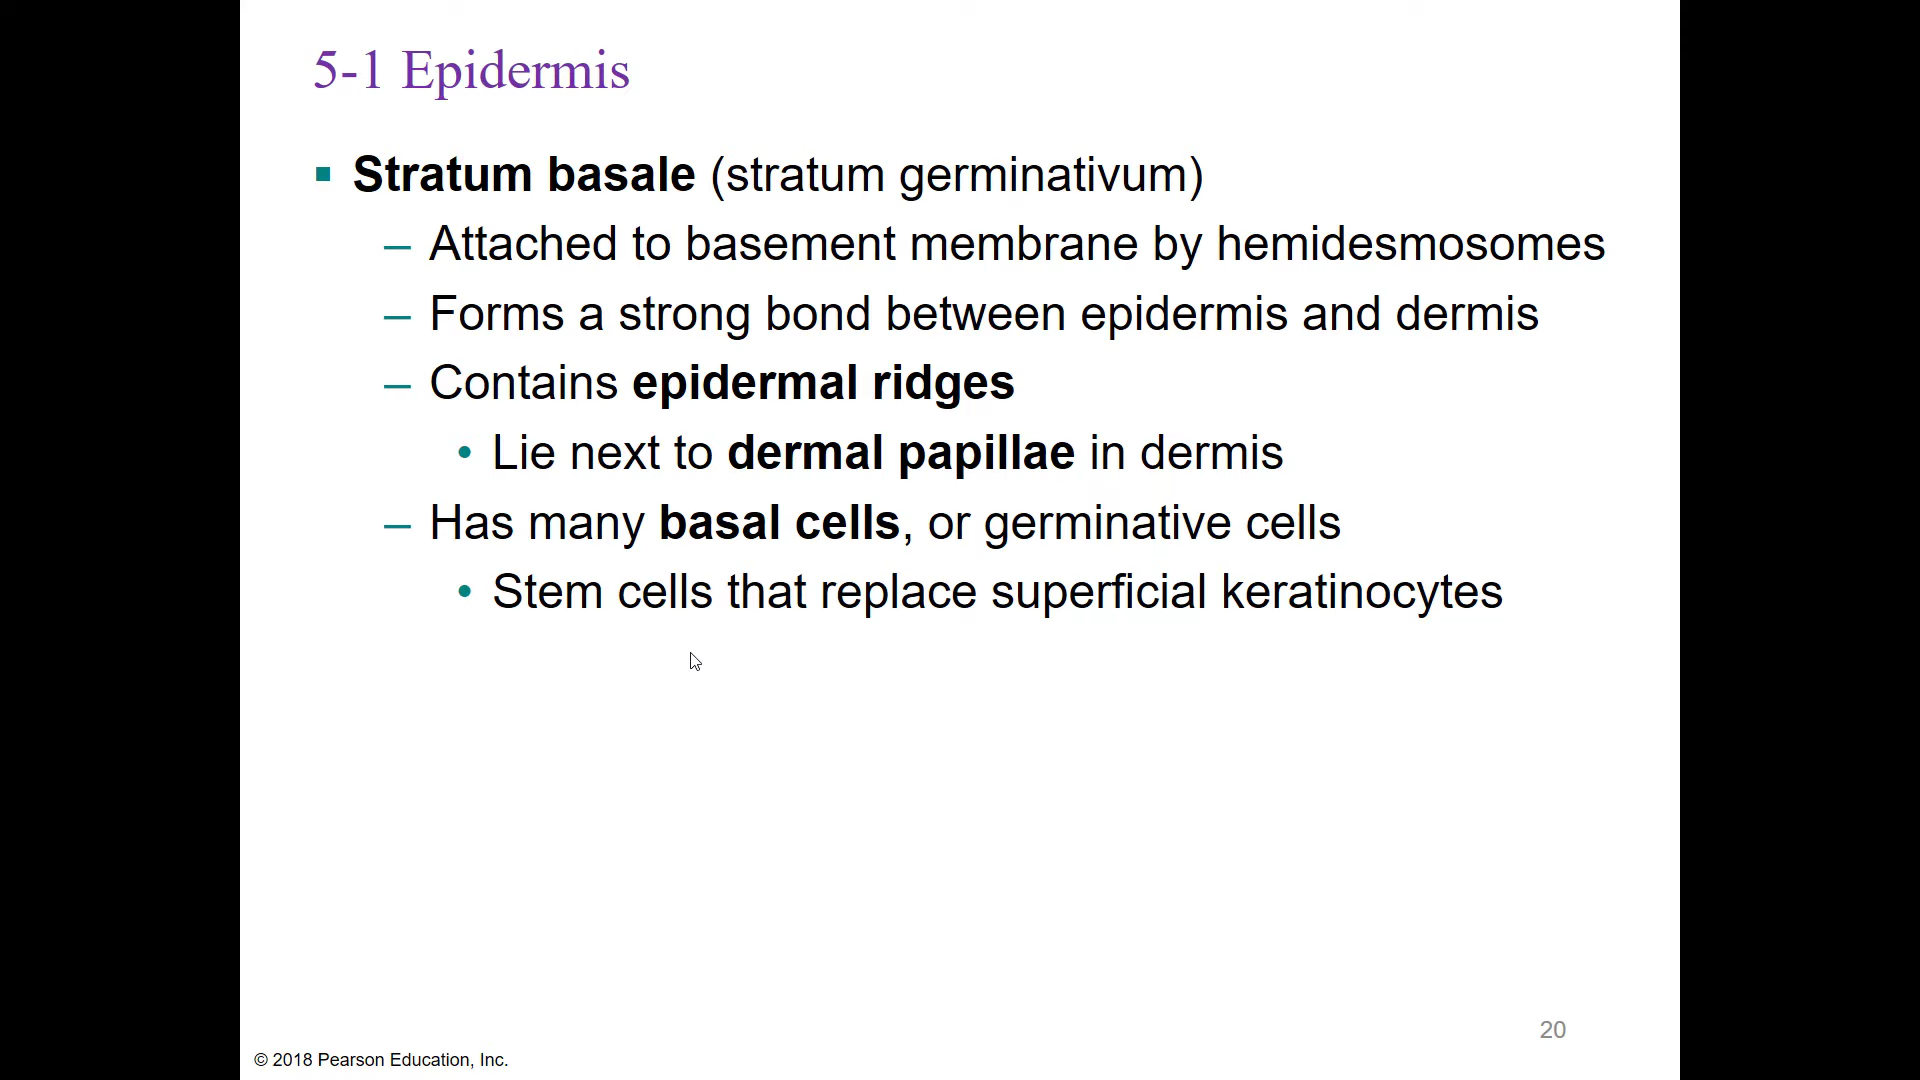 5-1 Epidermis
▪ Stratum basale (stratum germinativum)
– Attached to basement membrane by hemidesmosomes
– Forms a strong bond between epidermis and dermis
– Contains epidermal ridges
• Lie next to dermal papillae in dermis
– Has many basal cells, or germinative cells
• Stem cells that replace superficial keratinocytes
20
© 2018 Pearson Education, Inc.